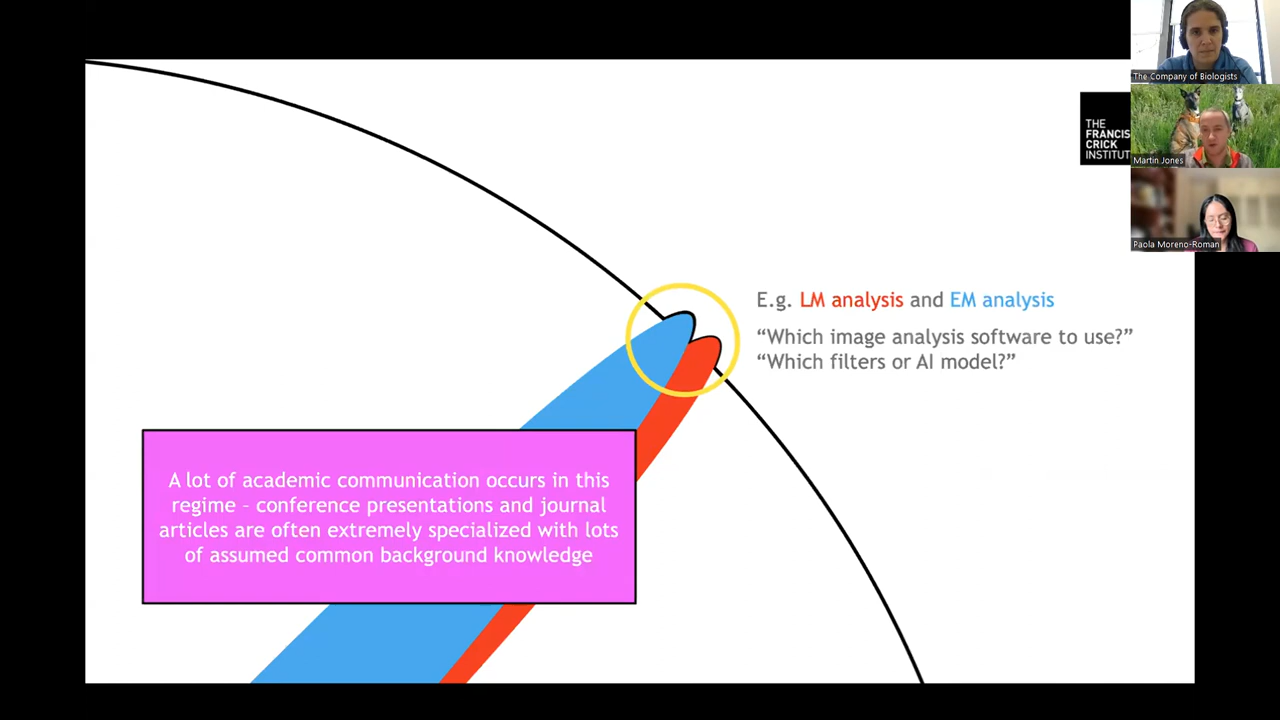 The Company of Biologists
THE
FRANCIS
CRICK
INSTITUT
Martin Jones
Paola Moreno-Roman
E.g. LM analysis and EM analysis
“Which image analysis software to use?”
“Which filters or AI model?”
A lot of academic communication occurs in this
regime – conference presentations and journal
articles are often extremely specialized with lots
of assumed common background knowledge